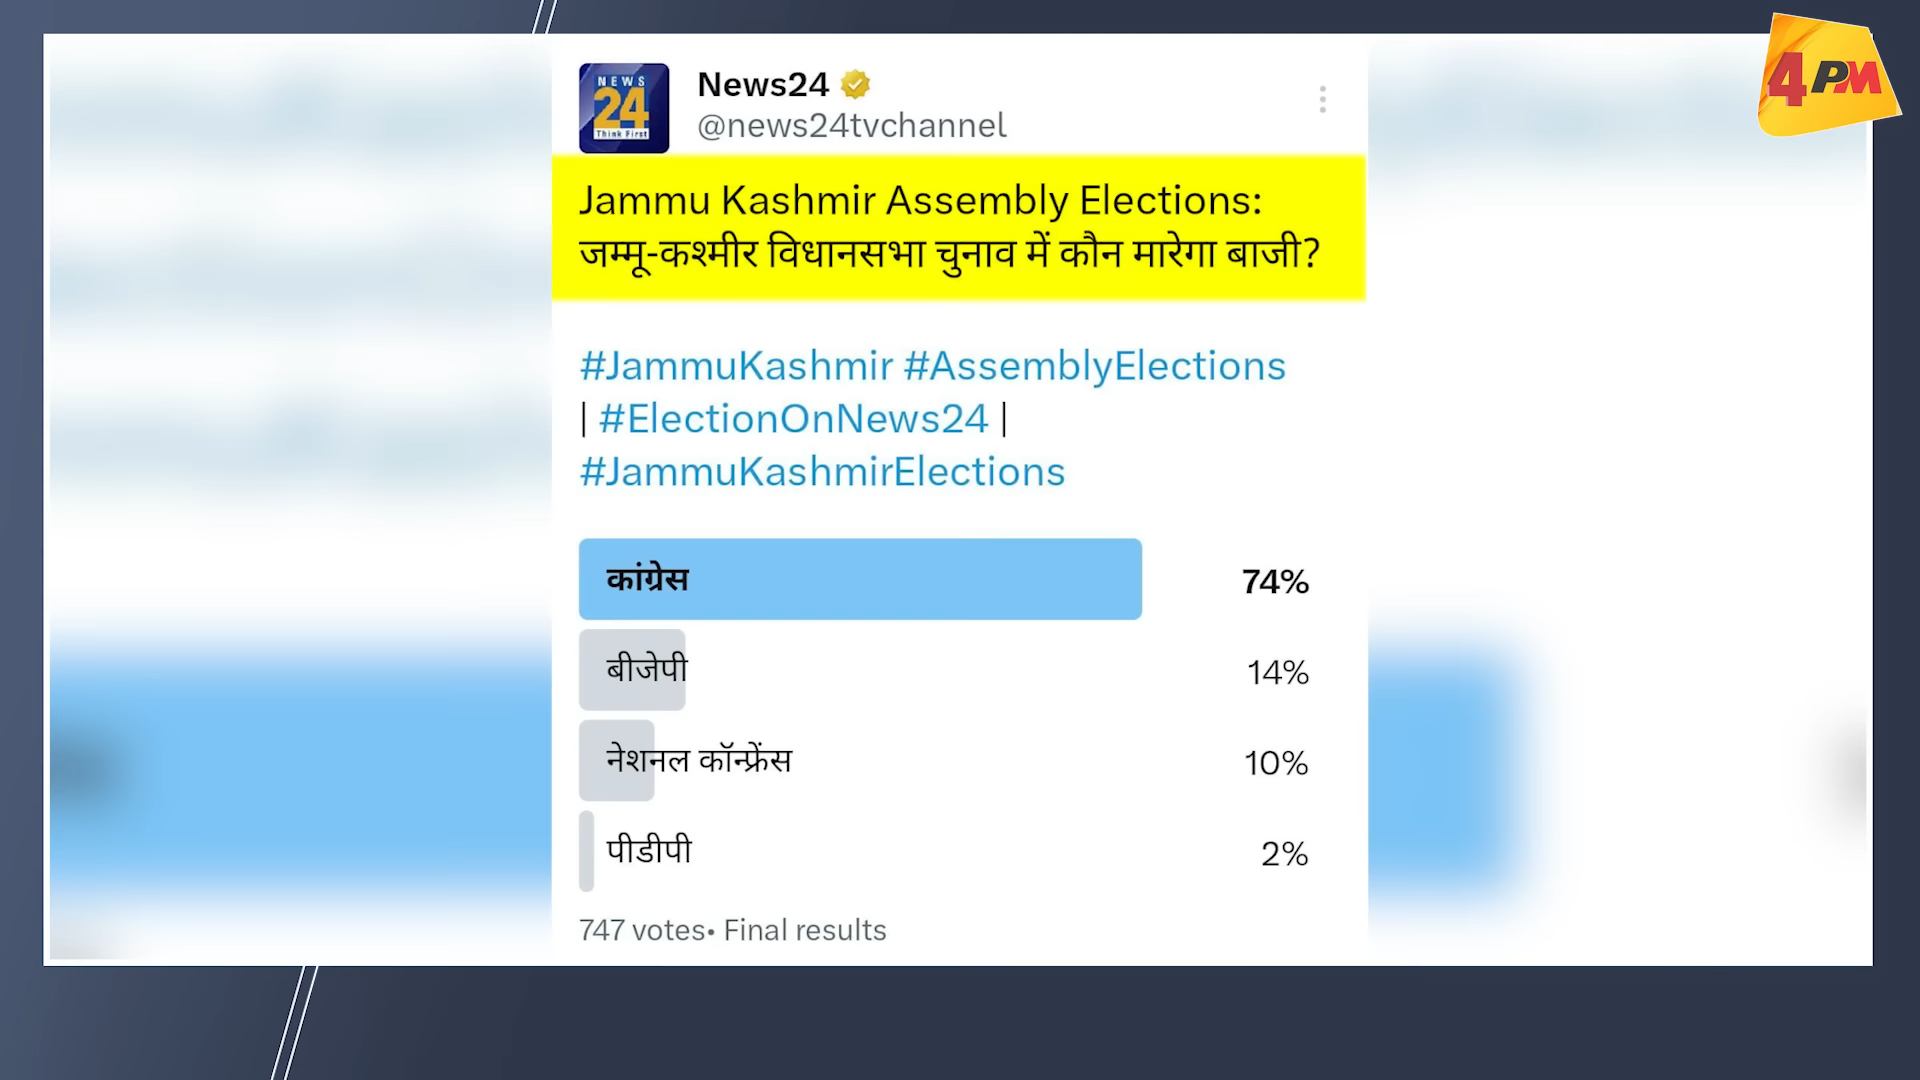 4PM
NEWS
24
Think First
News24
@news24tvchannel
Jammu Kashmir Assembly Elections:
जम्मू-कश्मीर विधानसभा चुनाव में कौन मारेगा बाजी?
#JammuKashmir #AssemblyElections
| #ElectionOnNews24 |
#JammuKashmirElections
कांग्रेस 74%
बीजेपी 14%
नेशनल कॉन्फ्रेंस 10%
पीडीपी 2%
747 votes• Final results